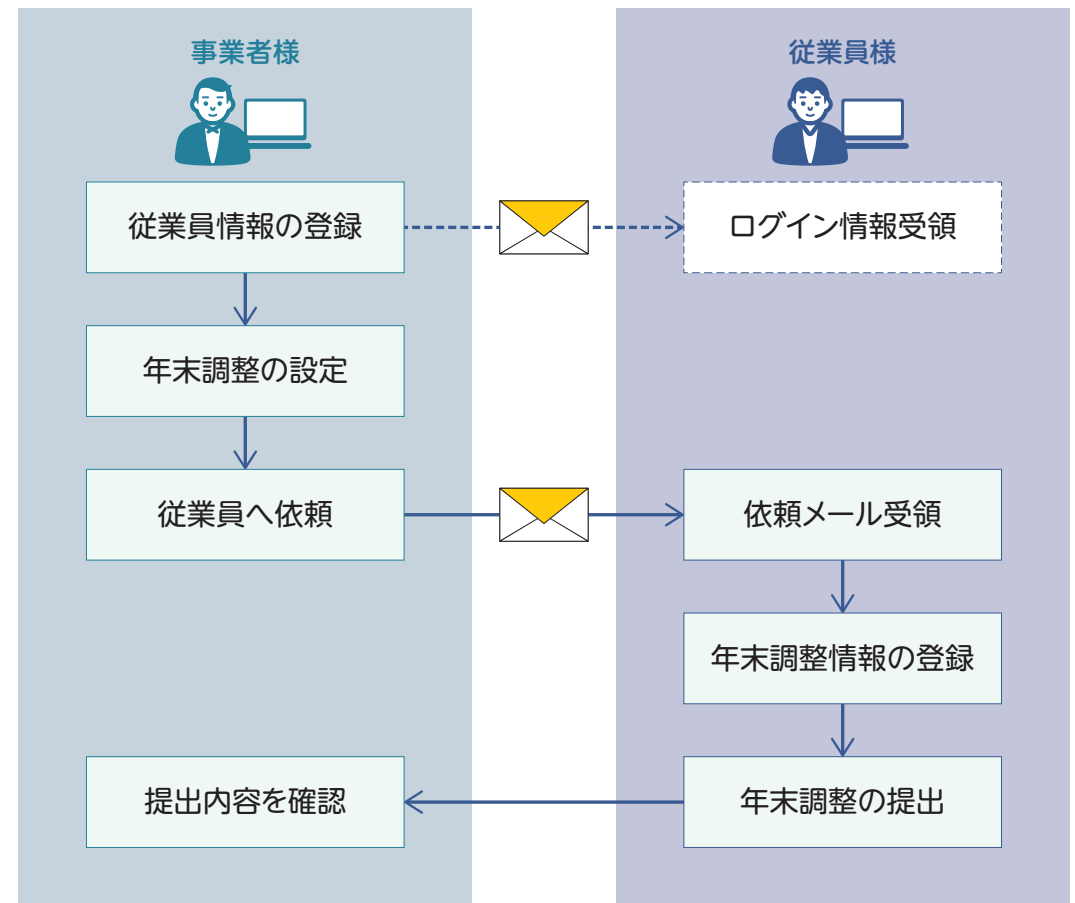 事業者様
従業員様
従業員情報の登録
ログイン情報受領
年末調整の設定
従業員へ依頼
依頼メール受領
年末調整情報の登録
提出内容を確認
年末調整の提出